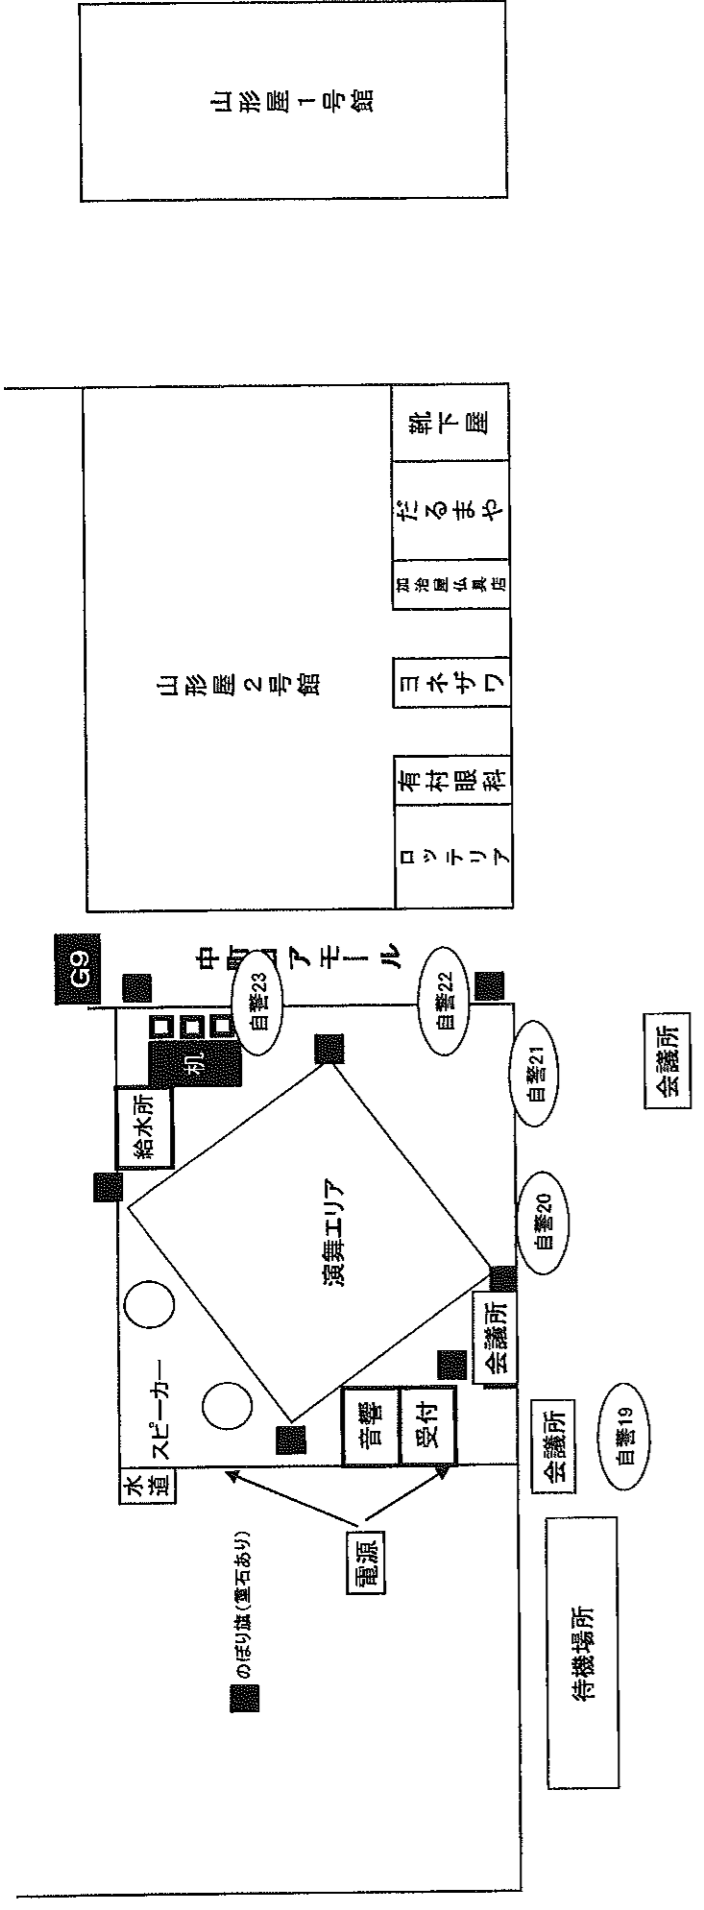 山形屋1号館
靴下屋
だるまや
加治屋仏具店
山形屋2号館
ヨネザワ
有村眼科
ロッテリア
G9
中町コアモール
自警23
自警22
自警21
会議所
机
給水所
自警20
演舞エリア
会議所
スピーカー
音響
受付
会議所
自警19
水道
電源
のぼり旗(重石あり)
待機場所